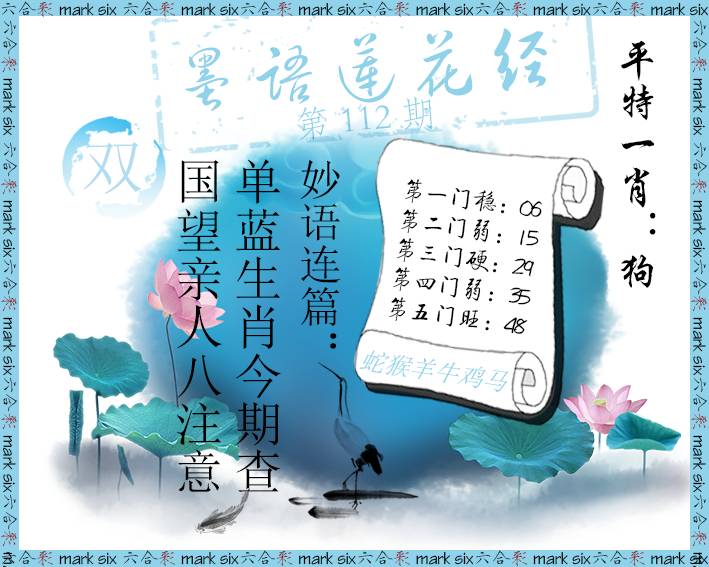 六合彩 mark six 六合彩 mark six 六合彩 mark six 六合彩 mark six 六合彩 mark six 六合彩 mark six
墨语莲花经
第 112 期
双
平特一肖：狗
妙语连篇：
单蓝生肖今期查
国望亲人八注意
第一门稳：06
第二门弱：15
第三门硬：29
第四门弱：35
第五门旺：48
蛇猴羊牛鸡马
六合彩 mark six 六合彩 mark six 六合彩 mark six 六合彩 mark six 六合彩 mark six 六合彩 mark six